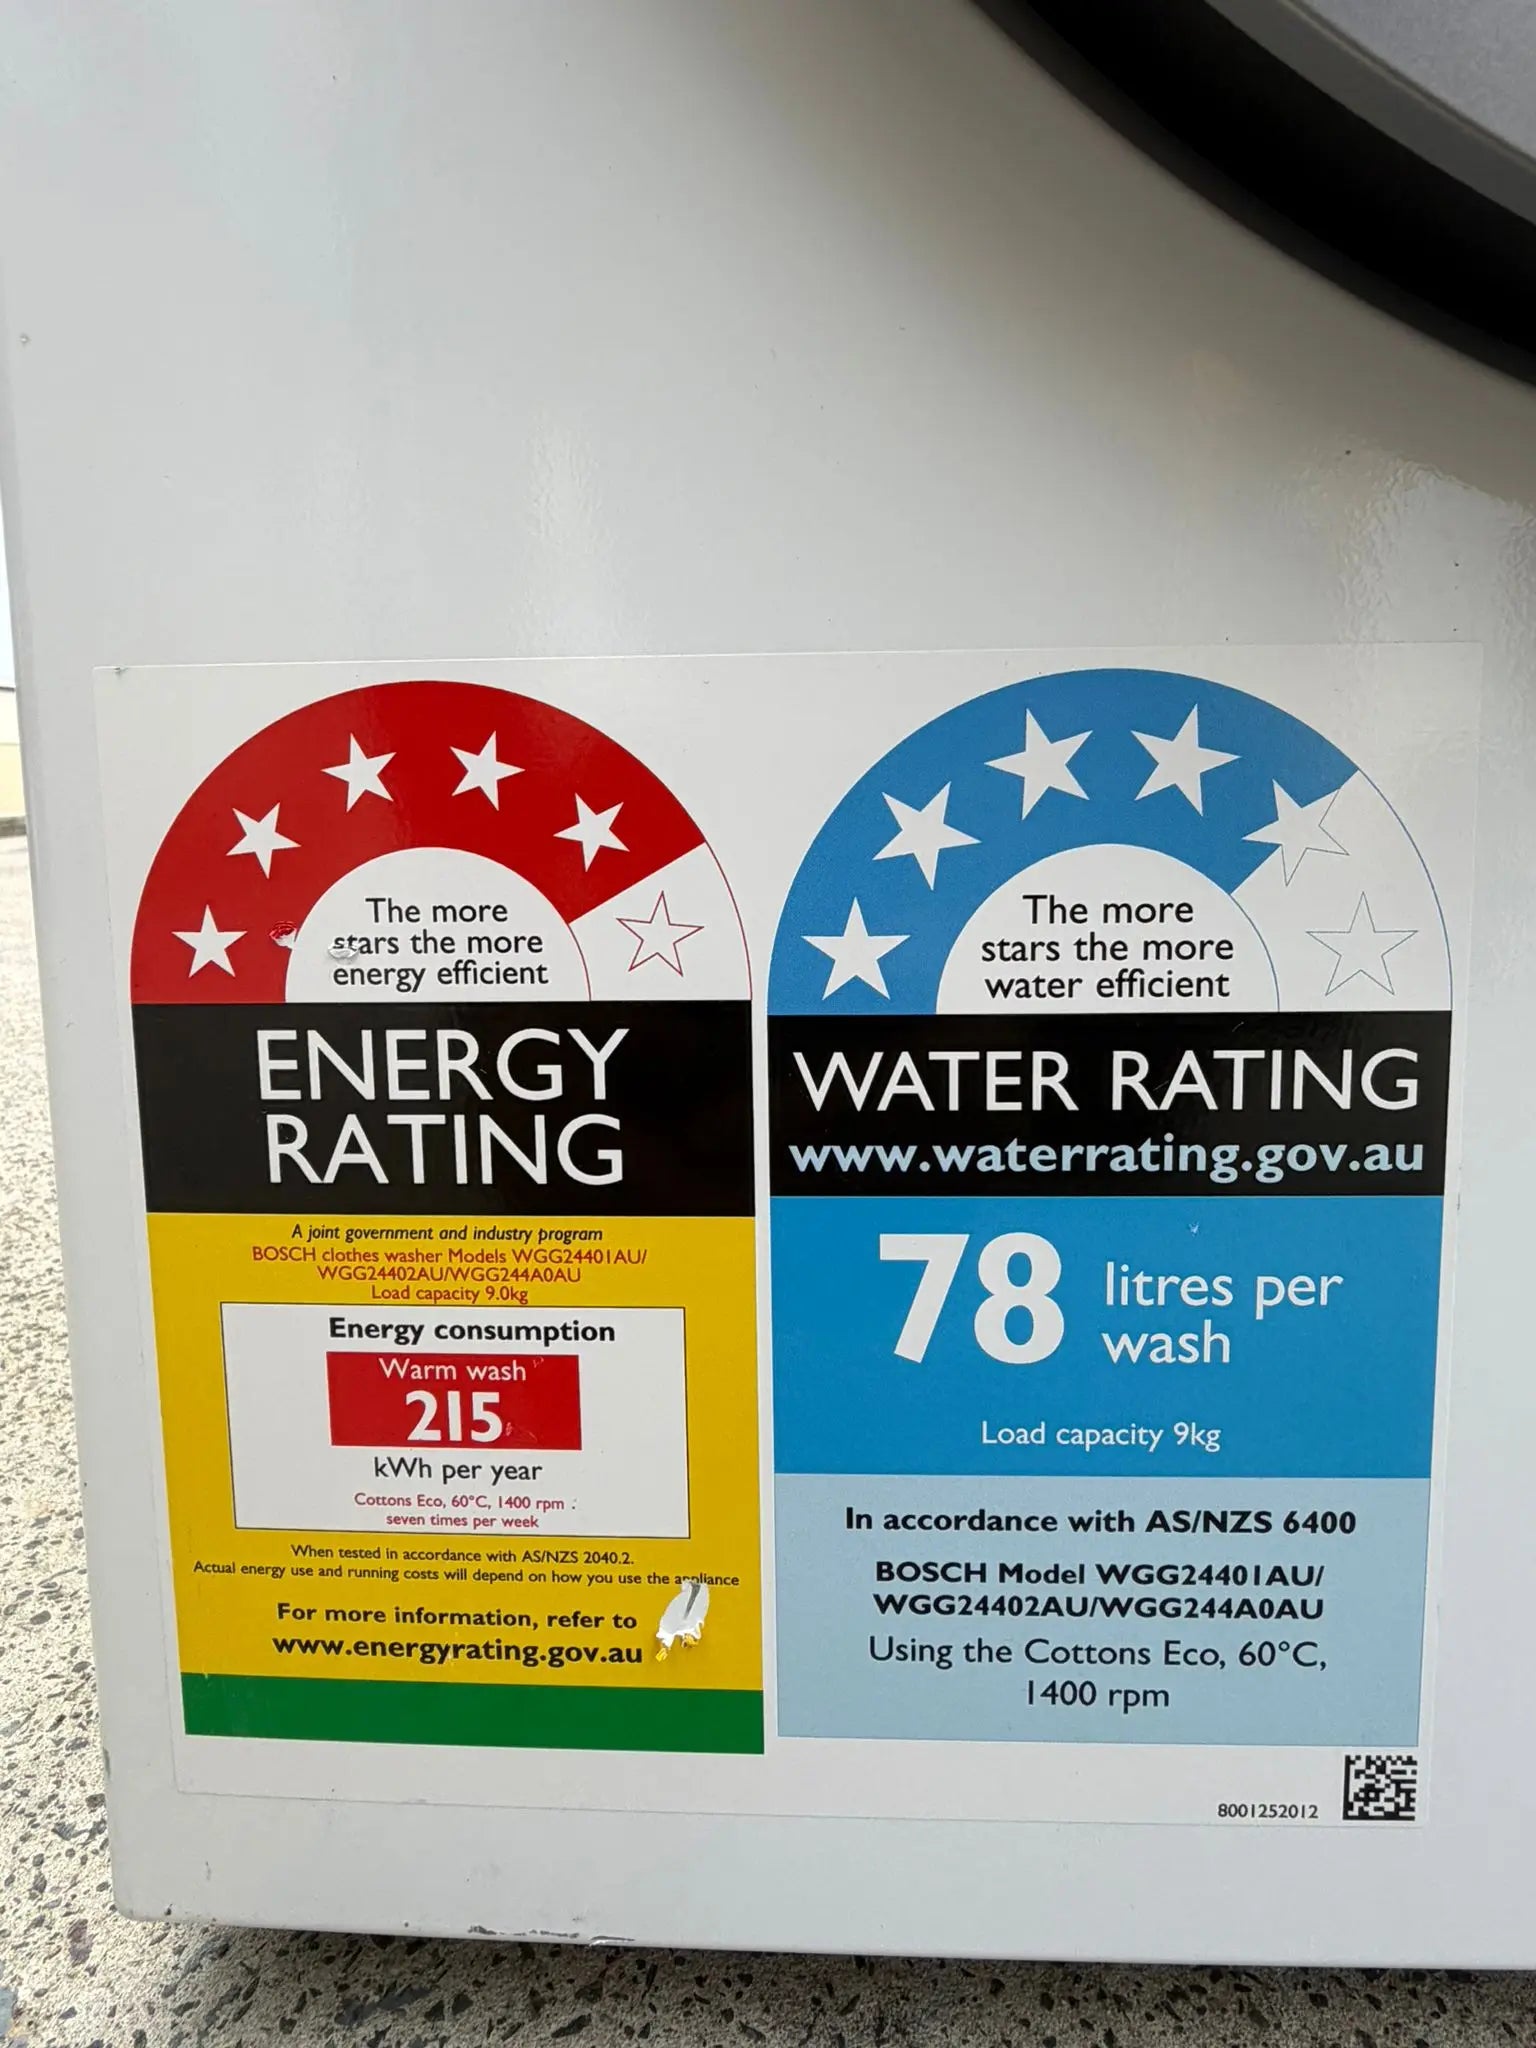 The more
stars the more
energy efficient
ENERGY
RATING
A joint government and industry program
BOSCH clothes washer Models WGG24401AU/
WGG24402AU/WGG244A0AU
Load capacity 9.0kg
Energy consumption
Warm wash
215
kWh per year
Cottons Eco, 60°C, 1400 rpm
seven times per week
When tested in accordance with AS/NZS 2040.2.
Actual energy use and running costs will depend on how you use the appliance
For more information, refer to
www.energyrating.gov.au
The more
stars the more
water efficient
WATER RATING
www.waterrating.gov.au
78 litres per
wash
Load capacity 9kg
In accordance with AS/NZS 6400
BOSCH Model WGG24401AU/
WGG24402AU/WGG244A0AU
Using the Cottons Eco, 60°C,
1400 rpm
8001252012